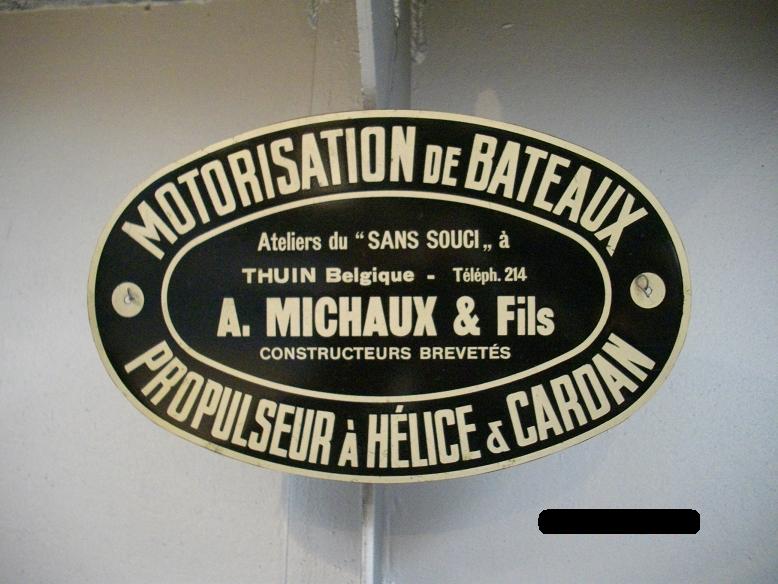 MOTORISATION DE BATEAUX
Ateliers du “SANS SOUCI„ à
THUIN Belgique - Téléph. 214
A. MICHAUX & Fils
CONSTRUCTEURS BREVETÉS
PROPULSEUR À HÉLICE & CARDAN